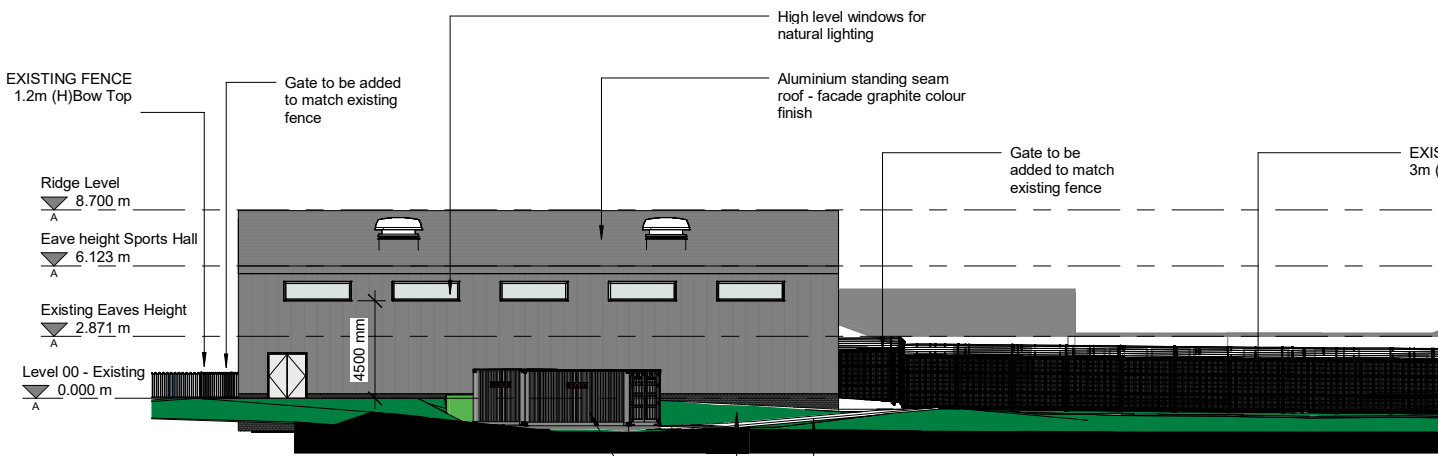 High level windows for
natural lighting
EXISTING FENCE
1.2m (H)Bow Top
Gate to be added
to match existing
fence
Aluminium standing seam
roof - facade graphite colour
finish
Gate to be
added to match
existing fence
EXIS
3m (
Ridge Level
8.700 m
A
Eave height Sports Hall
6.123 m
A
Existing Eaves Height
2.871 m
A
4500 mm
Level 00 - Existing
0.000 m
A